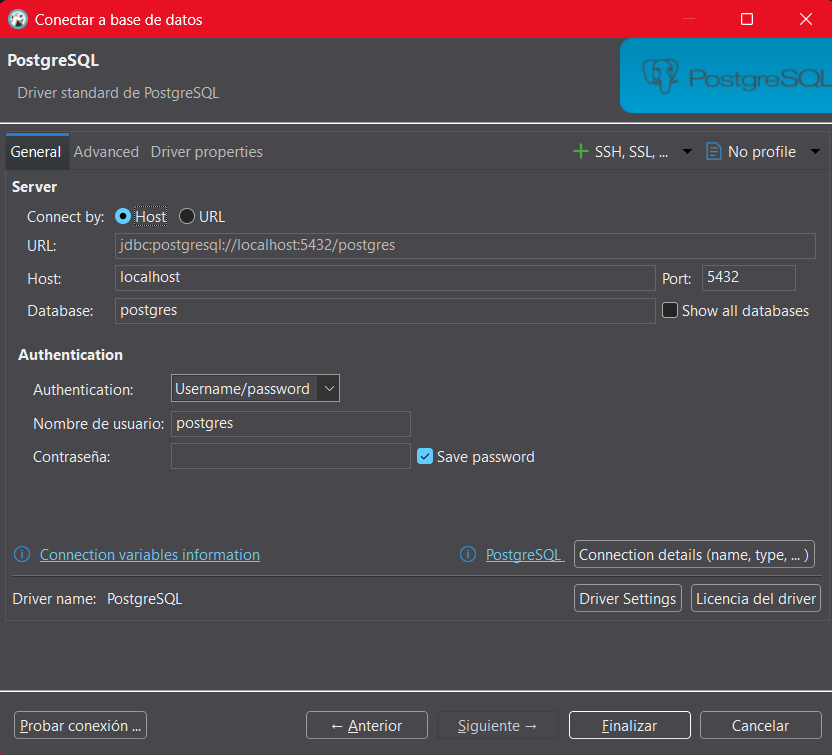 Conectar a base de datos
PostgreSQL
Driver standard de PostgreSQL
PostgreSQL
General Advanced Driver properties SSH, SSL, ... No profile
Server
Connect by: Host URL
URL: jdbc:postgresql://localhost:5432/postgres
Host: localhost Port: 5432
Database: postgres Show all databases
Authentication
Authentication: Username/password
Nombre de usuario: postgres
Contraseña: Save password
Connection variables information PostgreSQL Connection details (name, type, ... )
Driver name: PostgreSQL Driver Settings Licencia del driver
Probar conexión ... ← Anterior Siguiente → Finalizar Cancelar